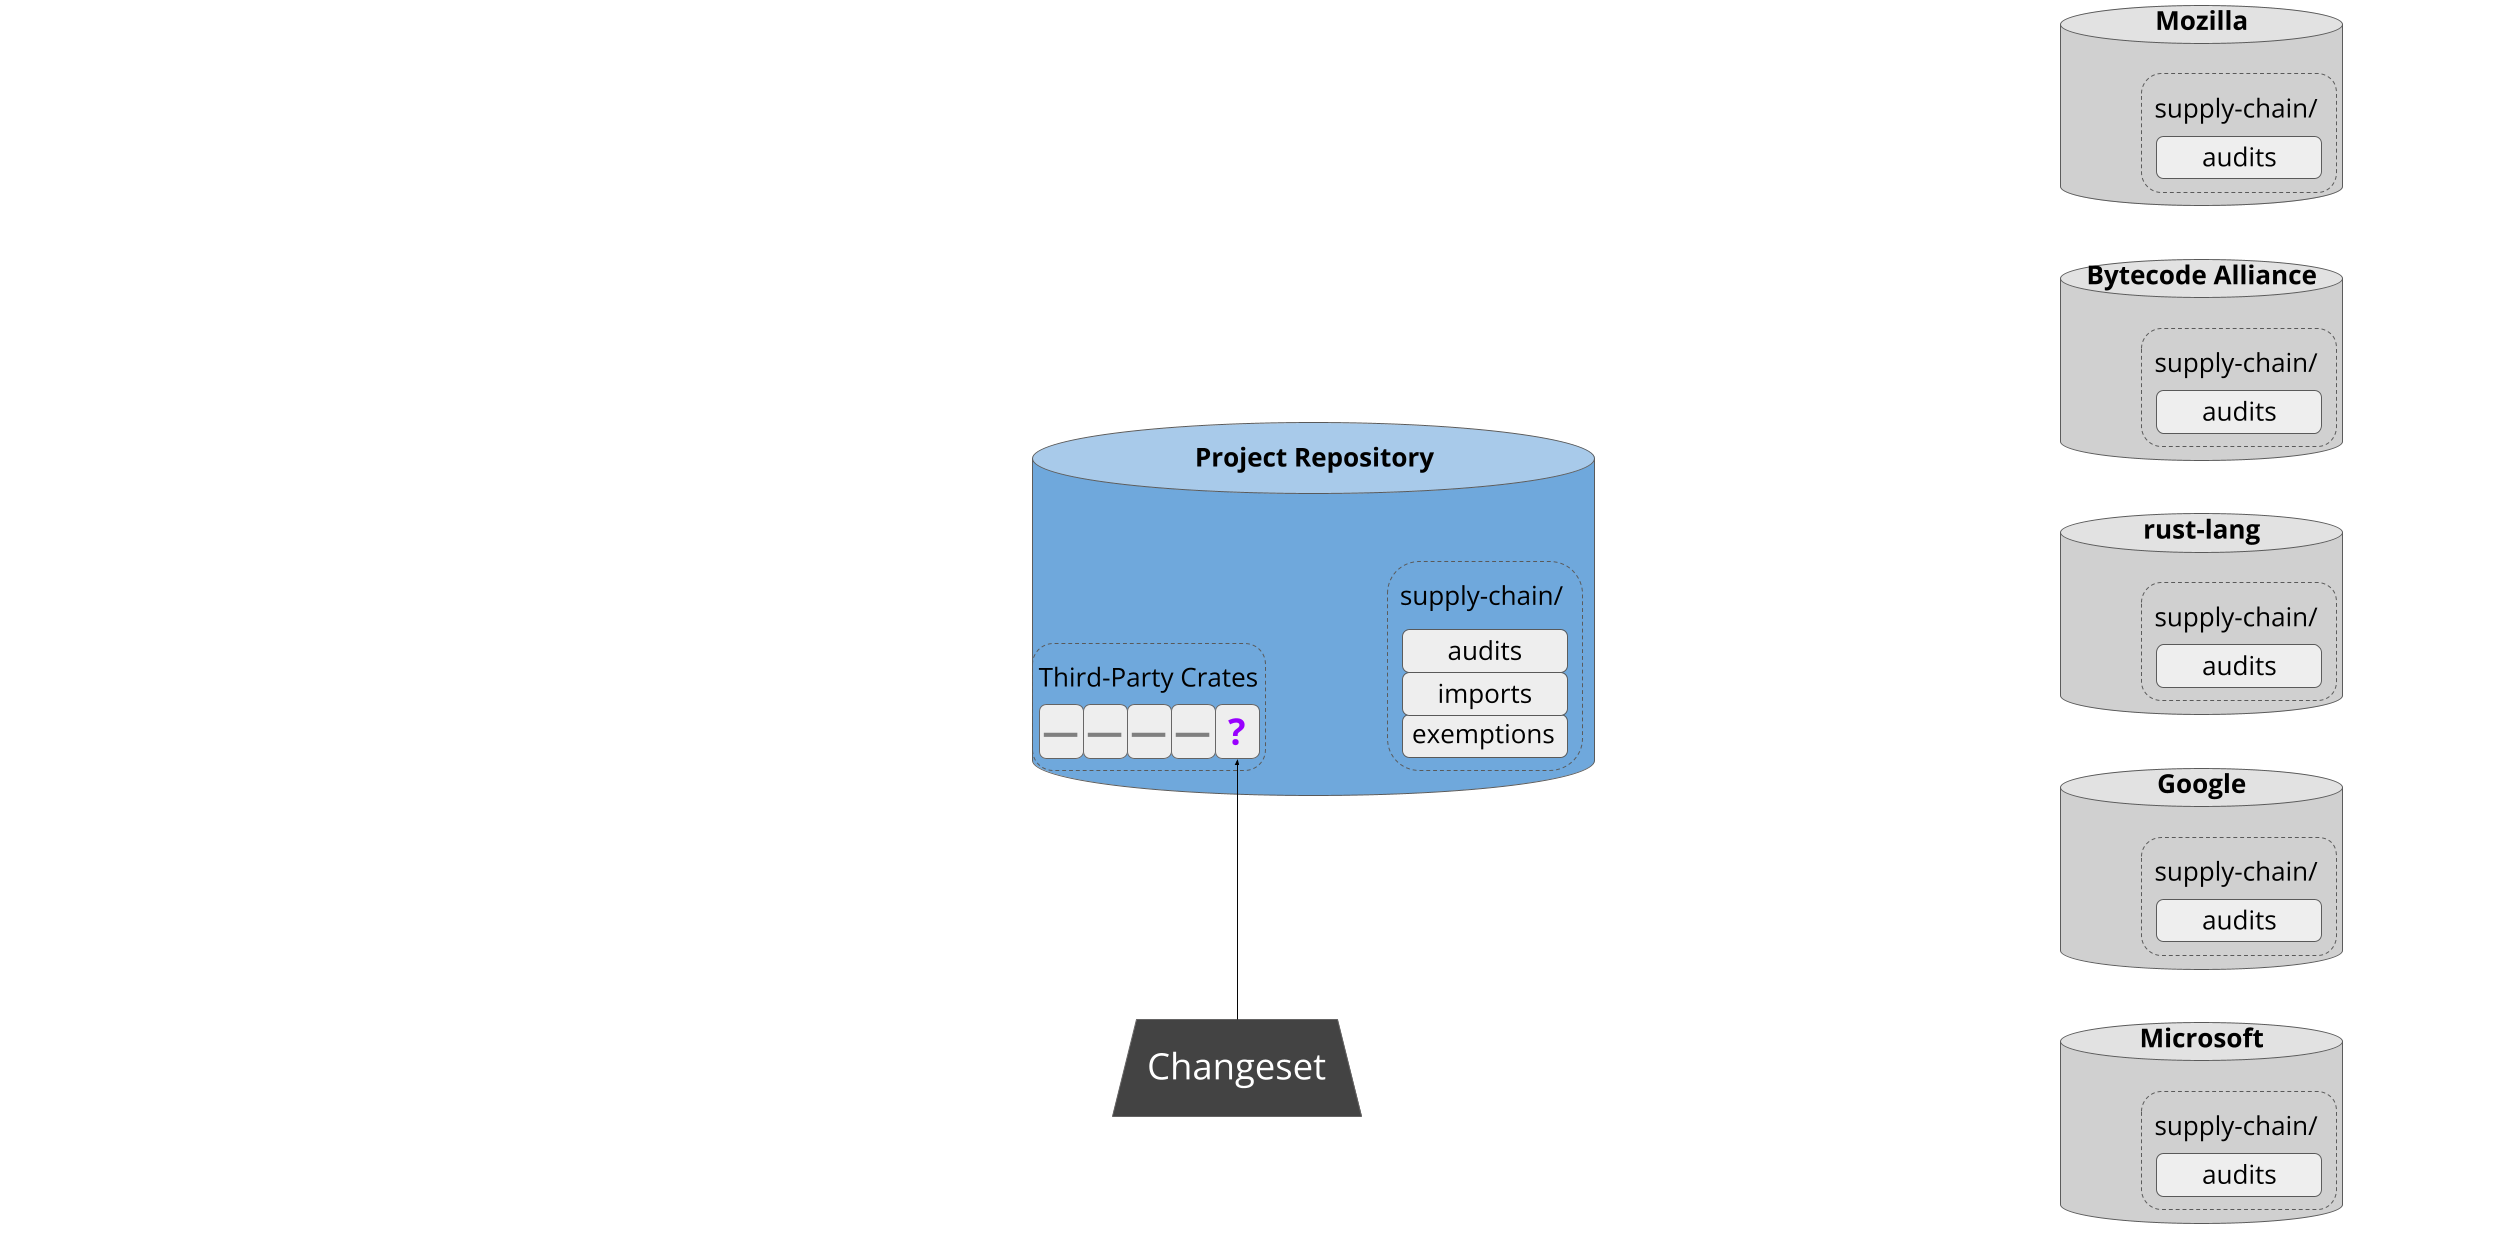 Mozilla
supply-chain/
audits
Bytecode Alliance
supply-chain/
audits
Project Repository
supply-chain/
audits
imports
exemptions
Third-Party Crates
— — — — ?
rust-lang
supply-chain/
audits
Google
supply-chain/
audits
Changeset
Microsoft
supply-chain/
audits